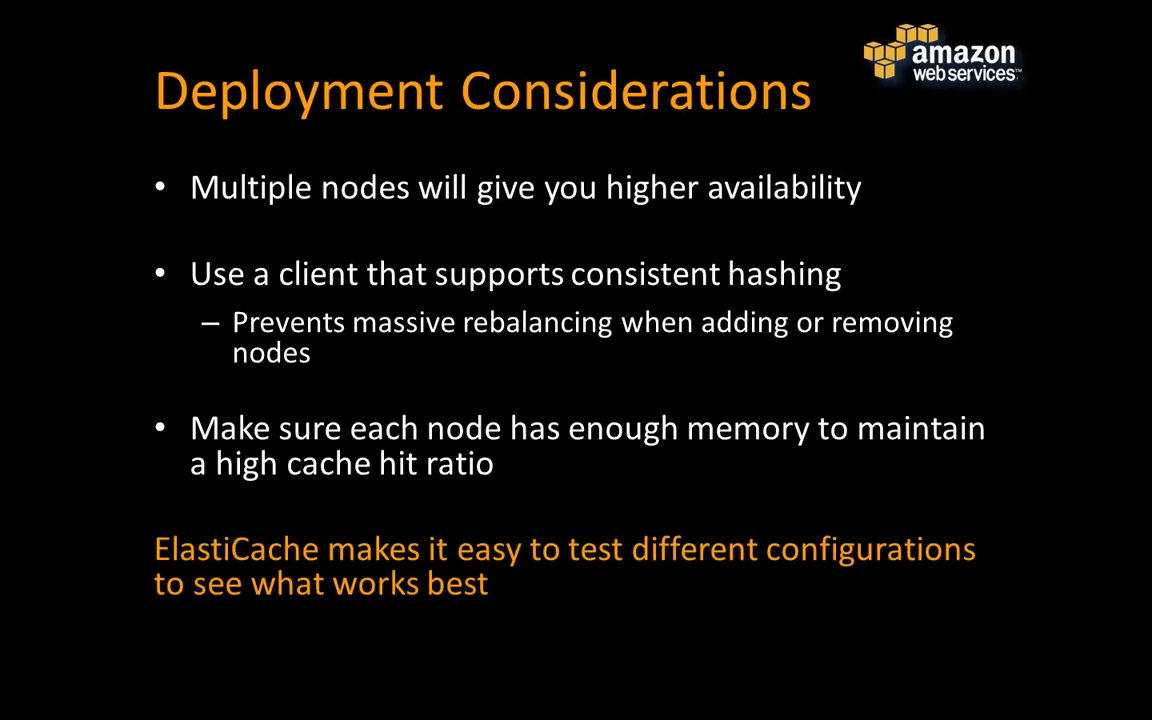 amazon
webservices™
Deployment Considerations
• Multiple nodes will give you higher availability
• Use a client that supports consistent hashing
– Prevents massive rebalancing when adding or removing
nodes
• Make sure each node has enough memory to maintain
a high cache hit ratio
ElastiCache makes it easy to test different configurations
to see what works best